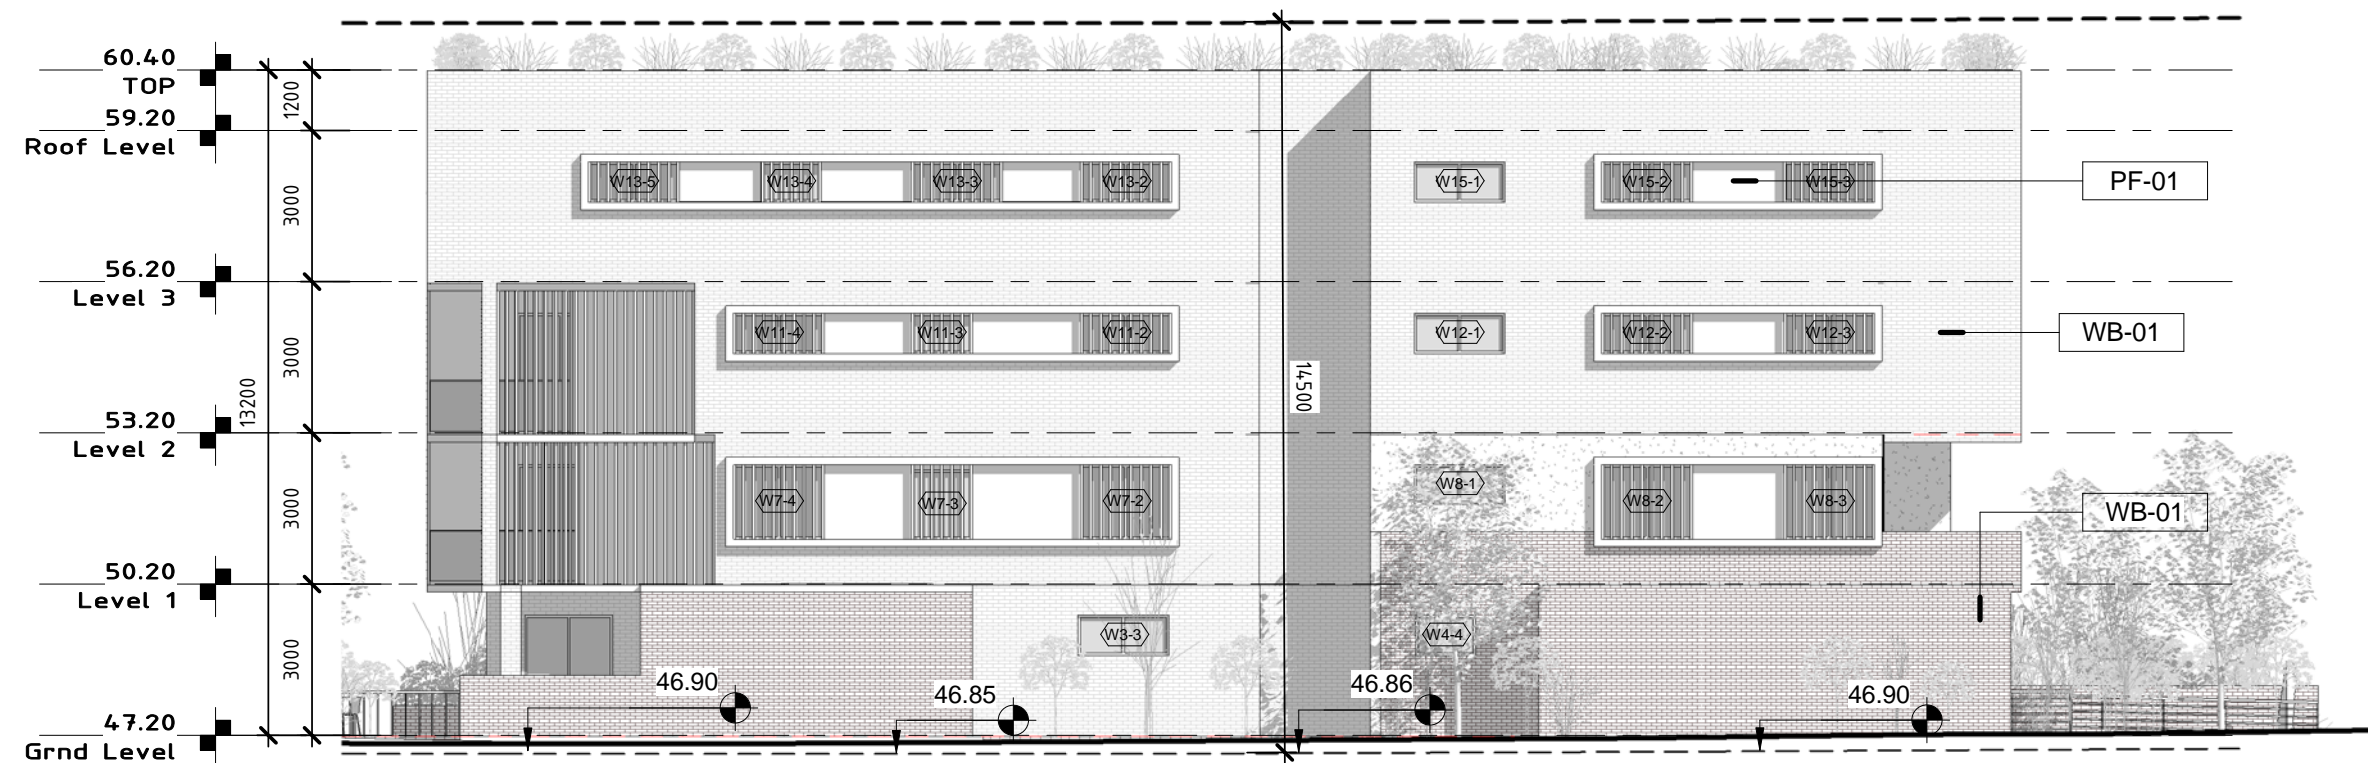 60.40
TOP
1200
59.20
Roof Level
3000
W13-5
W13-4
W13-3
W13-2
W15-1
W15-2
W15-3
PF-01
56.20
Level 3
3000
13200
W11-4
W11-3
W11-2
14500
W12-1
W12-2
W12-3
WB-01
53.20
Level 2
3000
W7-4
W7-3
W7-2
W8-1
W8-2
W8-3
WB-01
50.20
Level 1
3000
W3-3
W4-4
46.90
46.85
46.86
46.90
47.20
Grnd Level